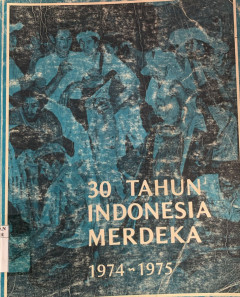 30 TAHUN
INDONESIA
MERDEKA
1974-1975